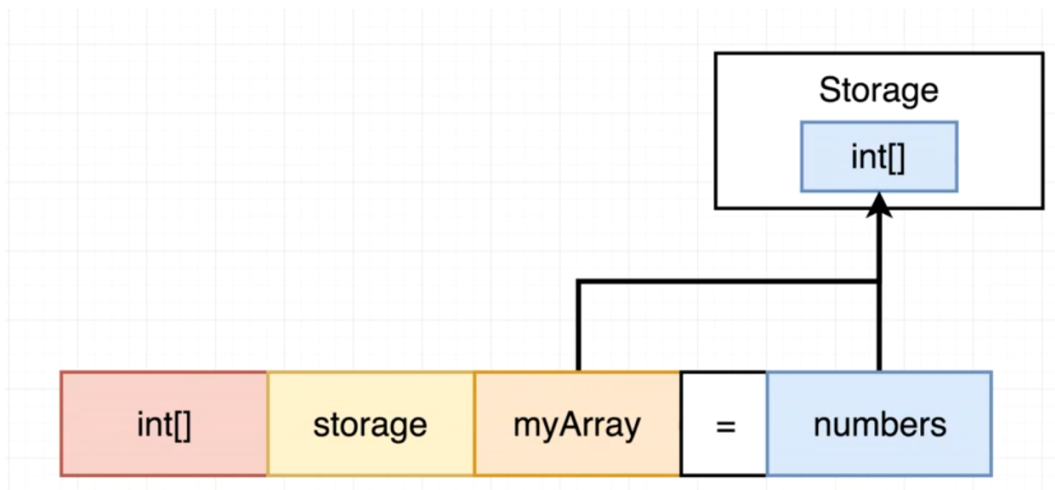 Storage
int[]
int[] storage myArray = numbers